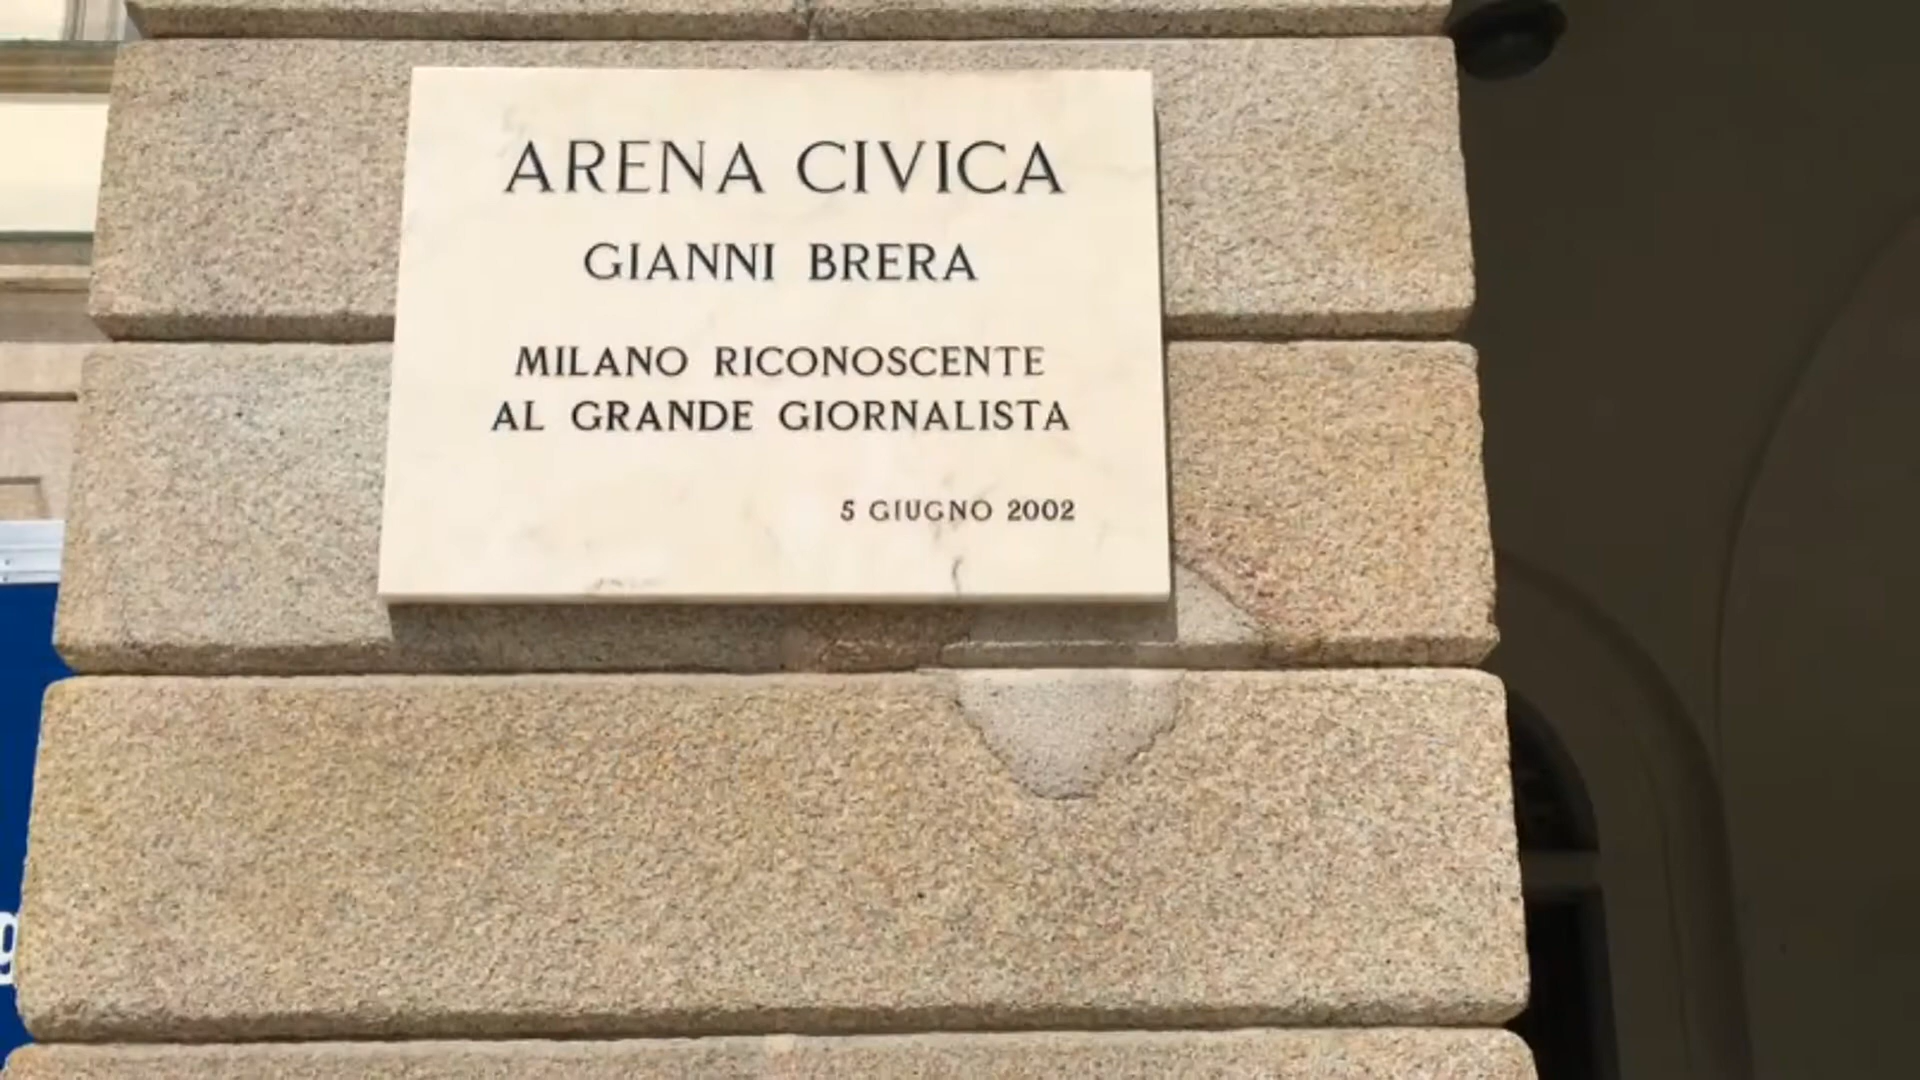 ARENA CIVICA
GIANNI BRERA
MILANO RICONOSCENTE
AL GRANDE GIORNALISTA
5 GIUGNO 2002